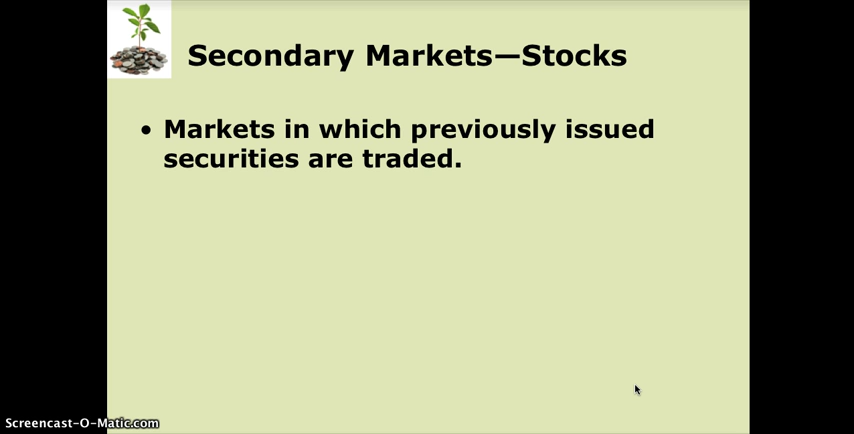 Secondary Markets—Stocks
• Markets in which previously issued
securities are traded.
Screencast-O-Matic.com